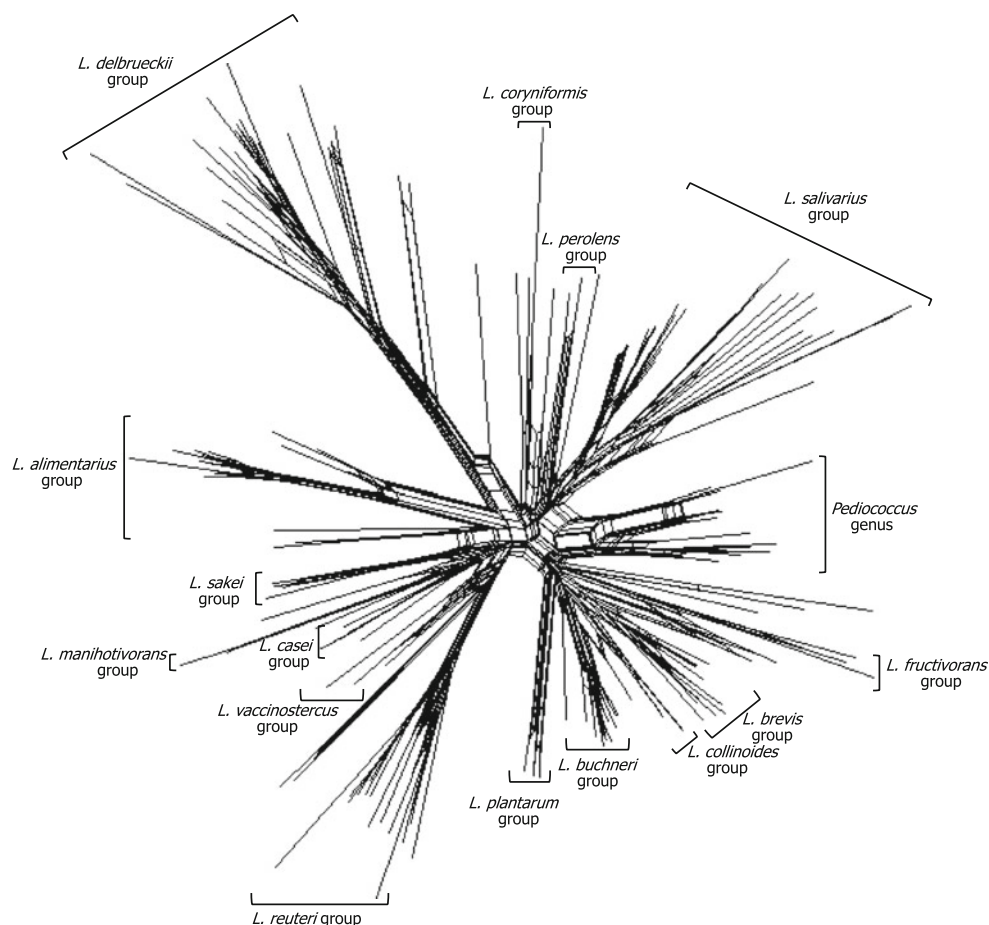 L. delbrueckii
group
L. coryniformis
group
L. salivarius
group
L. perolens
group
L. alimentarius
group
Pediococcus
genus
L. sakei
group
L. casei
group
L. manihotivorans
group
L. fructivorans
group
L. vaccinostercus
group
L. brevis
group
L. collinoides
group
L. buchneri
group
L. plantarum
group
L. reuteri group